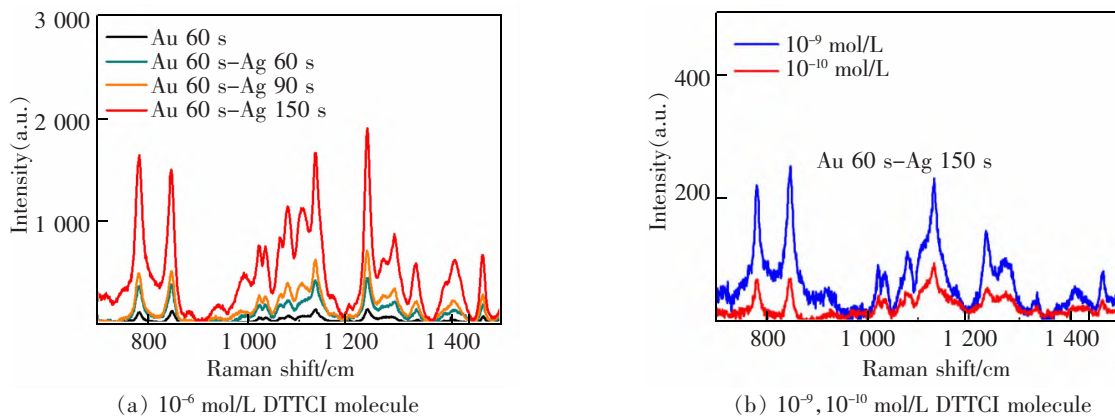 3 000
2 000
1 000
Intensity(a.u.)
Au 60 s
Au 60 s–Ag 60 s
Au 60 s–Ag 90 s
Au 60 s–Ag 150 s
800
1 000
1 200
1 400
Raman shift/cm
(a) 10⁻⁶ mol/L DTTCI molecule
400
200
Intensity(a.u.)
10⁻⁹ mol/L
10⁻¹⁰ mol/L
Au 60 s–Ag 150 s
800
1 000
1 200
1 400
Raman shift/cm
(b) 10⁻⁹,10⁻¹⁰ mol/L DTTCI molecule